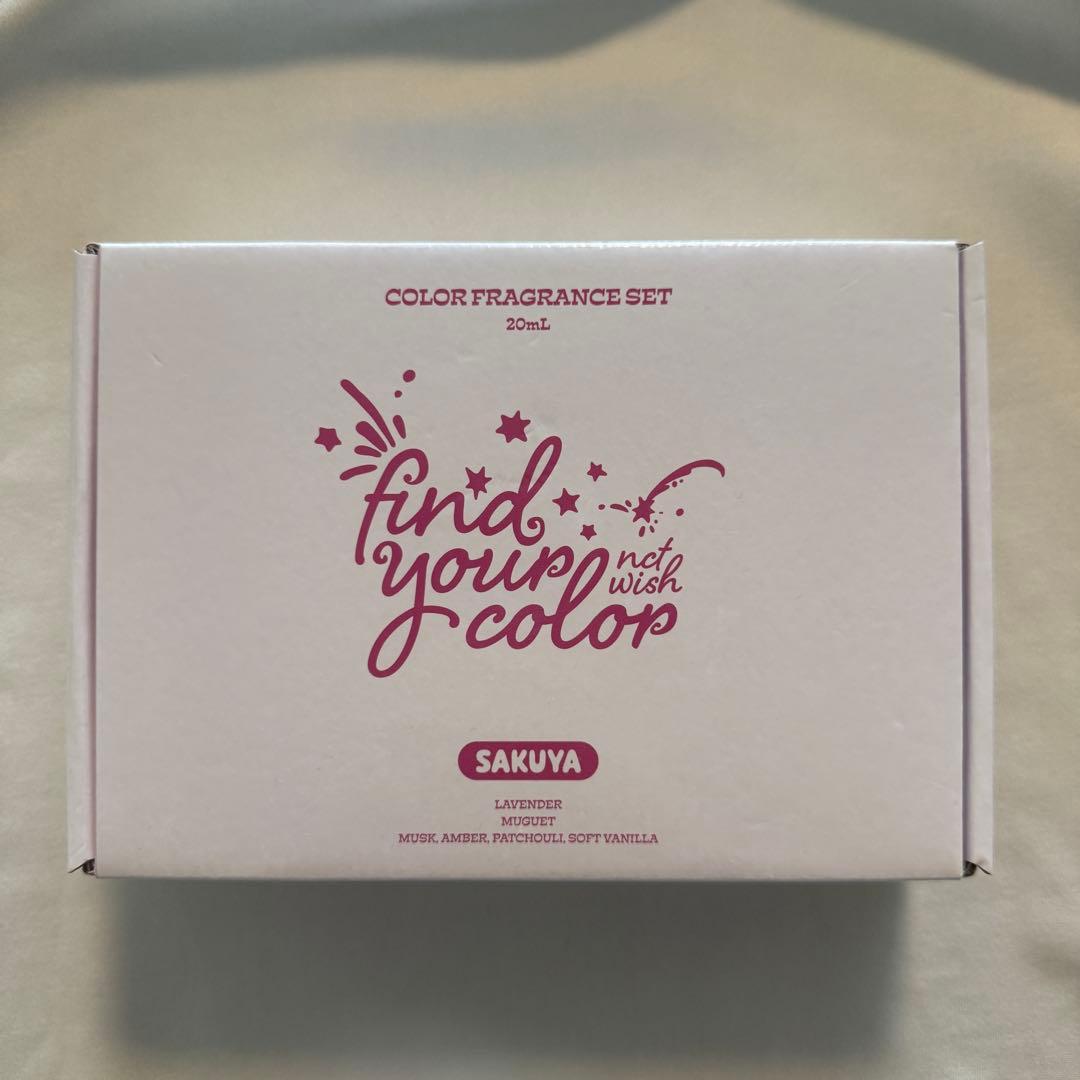 COLOR FRAGRANCE SET
20mL
find
your
nct
wish
color
SAKUYA
LAVENDER
MUGUET
MUSK, AMBER, PATCHOULI, SOFT VANILLA